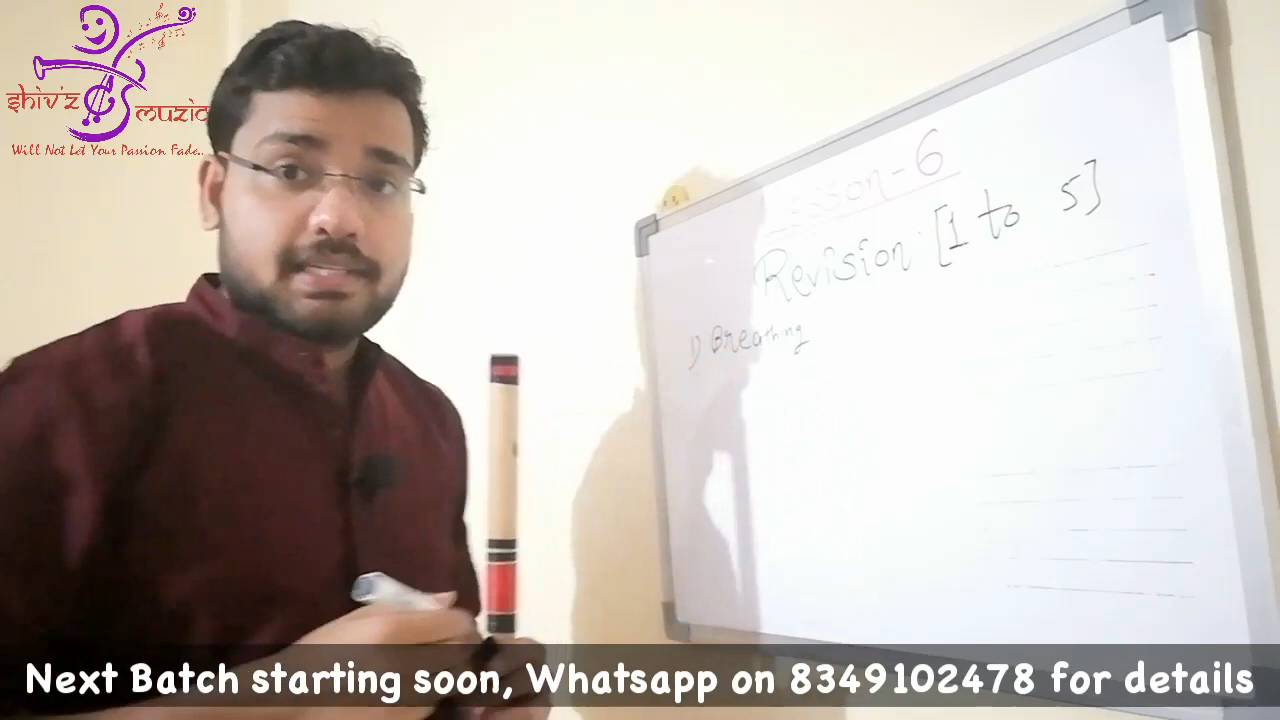 Shiv'z muzic
Will Not Let Your Passion Fade..
Lesson-6
Revision [1 to 5]
1) Breathing
Next Batch starting soon, Whatsapp on 8349102478 for details